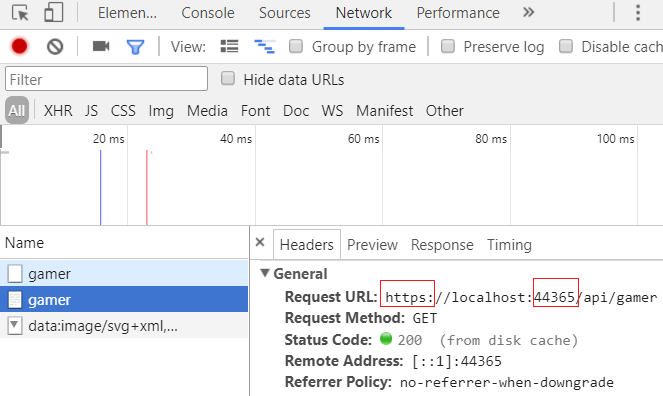 Elemen... Console Sources Network Performance »
View: Group by frame Preserve log Disable cac
Filter Hide data URLs
All XHR JS CSS Img Media Font Doc WS Manifest Other
20 ms 40 ms 60 ms 80 ms 100 ms
Name × Headers Preview Response Timing
gamer
gamer
data:image/svg+xml,...
General
Request URL: https://localhost:44365/api/gamer
Request Method: GET
Status Code: 200 (from disk cache)
Remote Address: [::1]:44365
Referrer Policy: no-referrer-when-downgrade